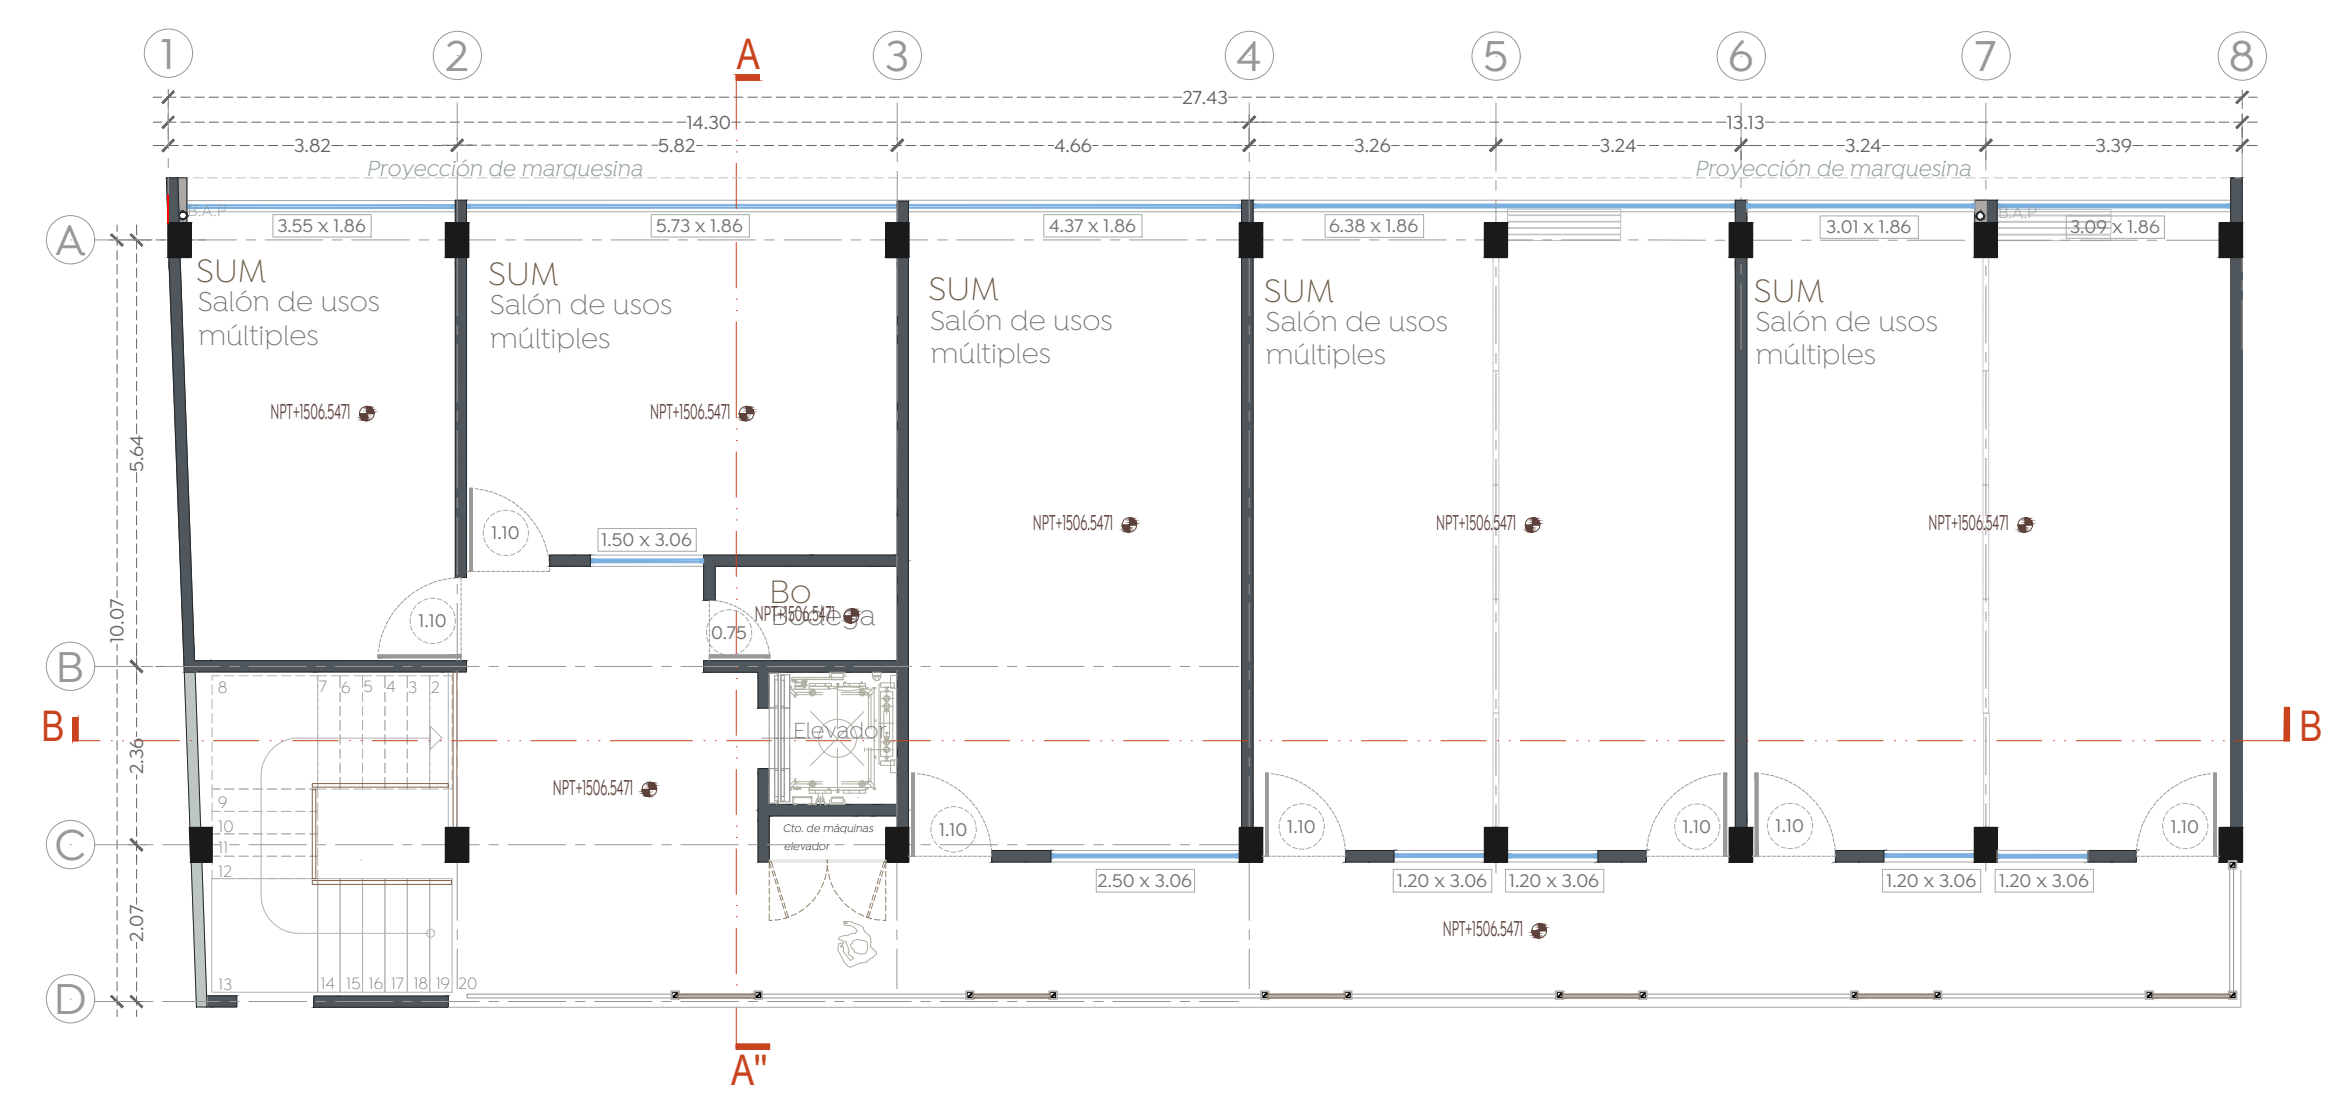 1 2 A 3 4 5 6 7 8
27.43
14.30 13.13
3.82 5.82 4.66 3.26 3.24 3.24 3.39
Proyección de marquesina Proyección de marquesina
B.A.P B.A.P
3.55 x 1.86 5.73 x 1.86 4.37 x 1.86 6.38 x 1.86 3.01 x 1.86 3.09 x 1.86
A
SUM
Salón de usos
múltiples
SUM
Salón de usos
múltiples
SUM
Salón de usos
múltiples
SUM
Salón de usos
múltiples
SUM
Salón de usos
múltiples
NPT+1506.5471 NPT+1506.5471
5.64
NPT+1506.5471 NPT+1506.5471 NPT+1506.5471
1.10 1.50 x 3.06
10.07
1.10
Bo
Bodega
NPT+1506.5471
0.75
B
8 7 6 5 4 3 2
B B
Elevador
2.36
NPT+1506.5471
9
10
11
12
C
Cto. de máquinas
elevador
1.10 1.10 1.10 1.10 1.10
2.50 x 3.06 1.20 x 3.06 1.20 x 3.06 1.20 x 3.06 1.20 x 3.06
2.07
NPT+1506.5471
13 14 15 16 17 18 19 20
D
A"